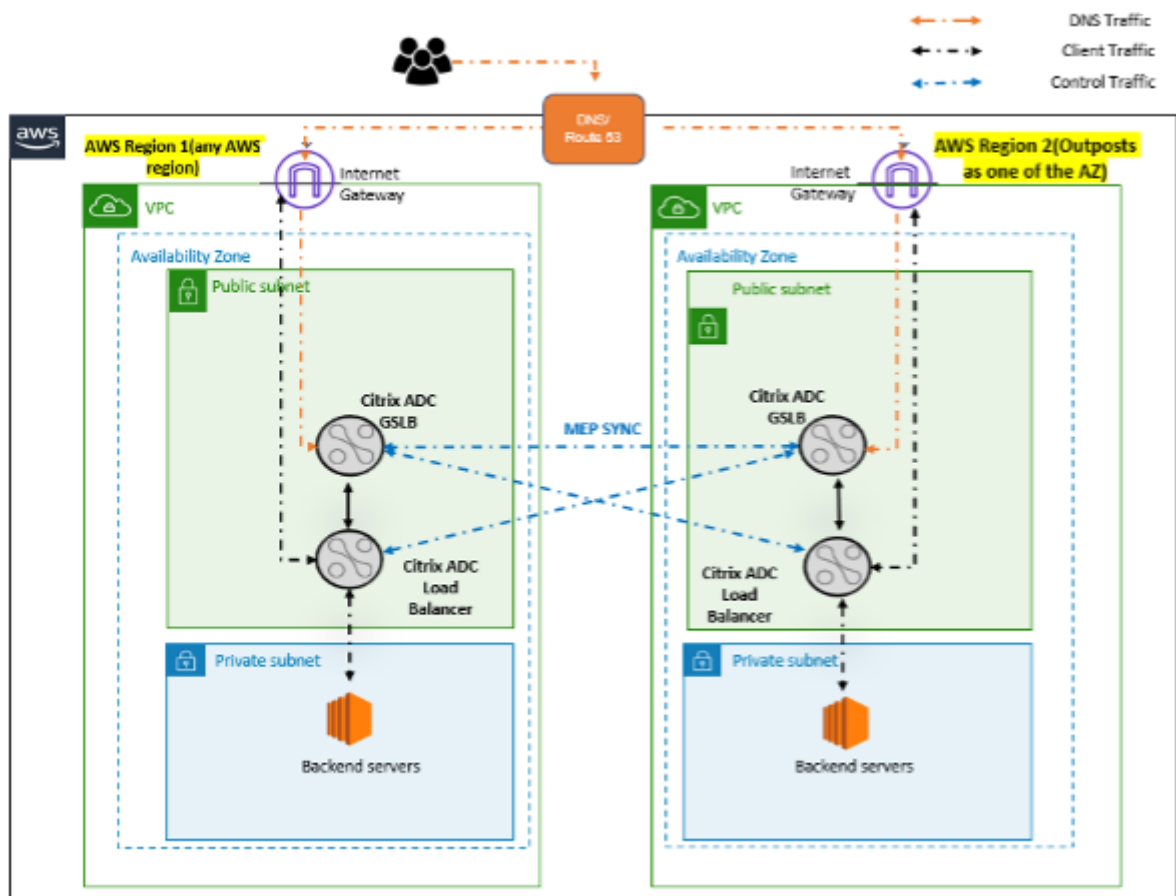 DNS Traffic
Client Traffic
Control Traffic
aws
DNS/
Route 53
AWS Region 1(any AWS
region)
Internet
Gateway
VPC
Availability Zone
Public subnet
Citrix ADC
GSLB
Citrix ADC
Load
Balancer
Private subnet
Backend servers
MEP SYNC
AWS Region 2(Outposts
as one of the AZ)
Internet
Gateway
VPC
Availability Zone
Public subnet
Citrix ADC
GSLB
Citrix ADC
Load
Balancer
Private subnet
Backend servers